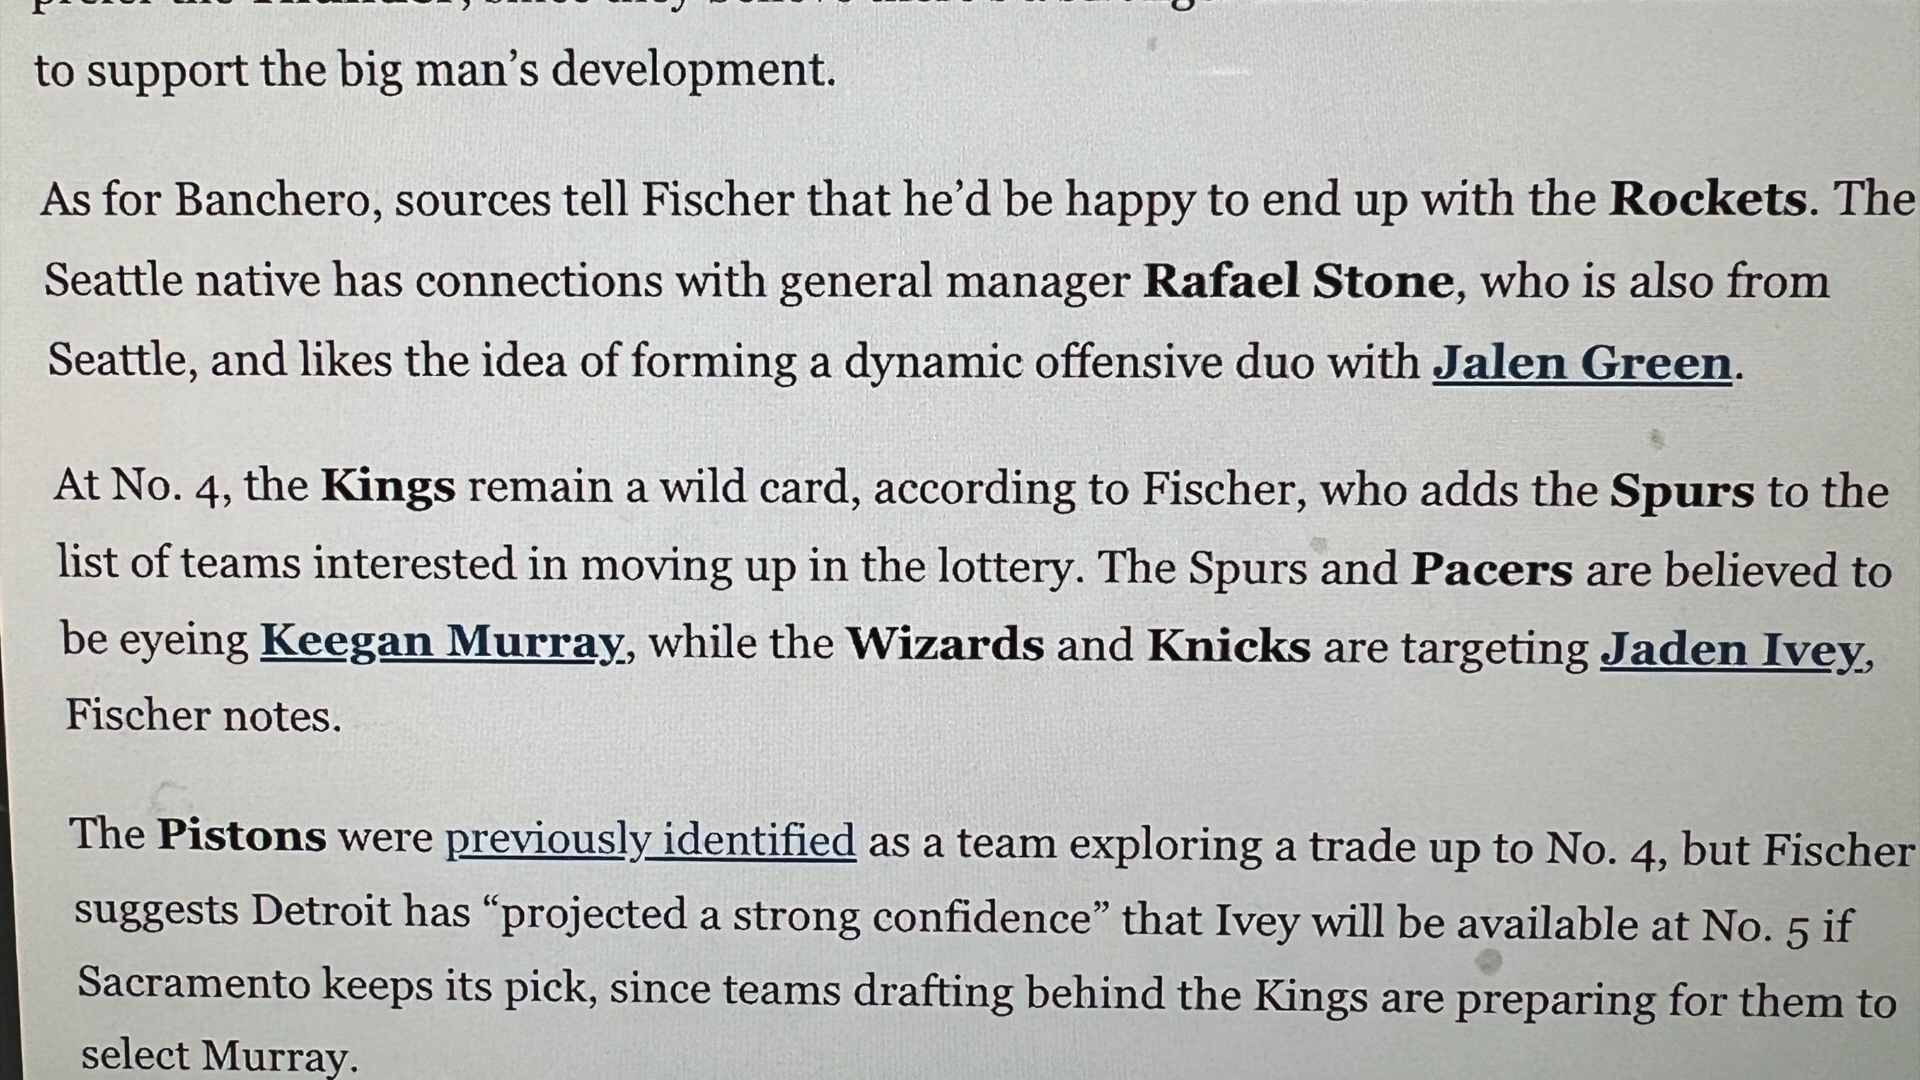 to support the big man’s development.
As for Banchero, sources tell Fischer that he’d be happy to end up with the Rockets. The
Seattle native has connections with general manager Rafael Stone, who is also from
Seattle, and likes the idea of forming a dynamic offensive duo with Jalen Green.
At No. 4, the Kings remain a wild card, according to Fischer, who adds the Spurs to the
list of teams interested in moving up in the lottery. The Spurs and Pacers are believed to
be eyeing Keegan Murray, while the Wizards and Knicks are targeting Jaden Ivey,
Fischer notes.
The Pistons were previously identified as a team exploring a trade up to No. 4, but Fischer
suggests Detroit has “projected a strong confidence” that Ivey will be available at No. 5 if
Sacramento keeps its pick, since teams drafting behind the Kings are preparing for them to
select Murray.